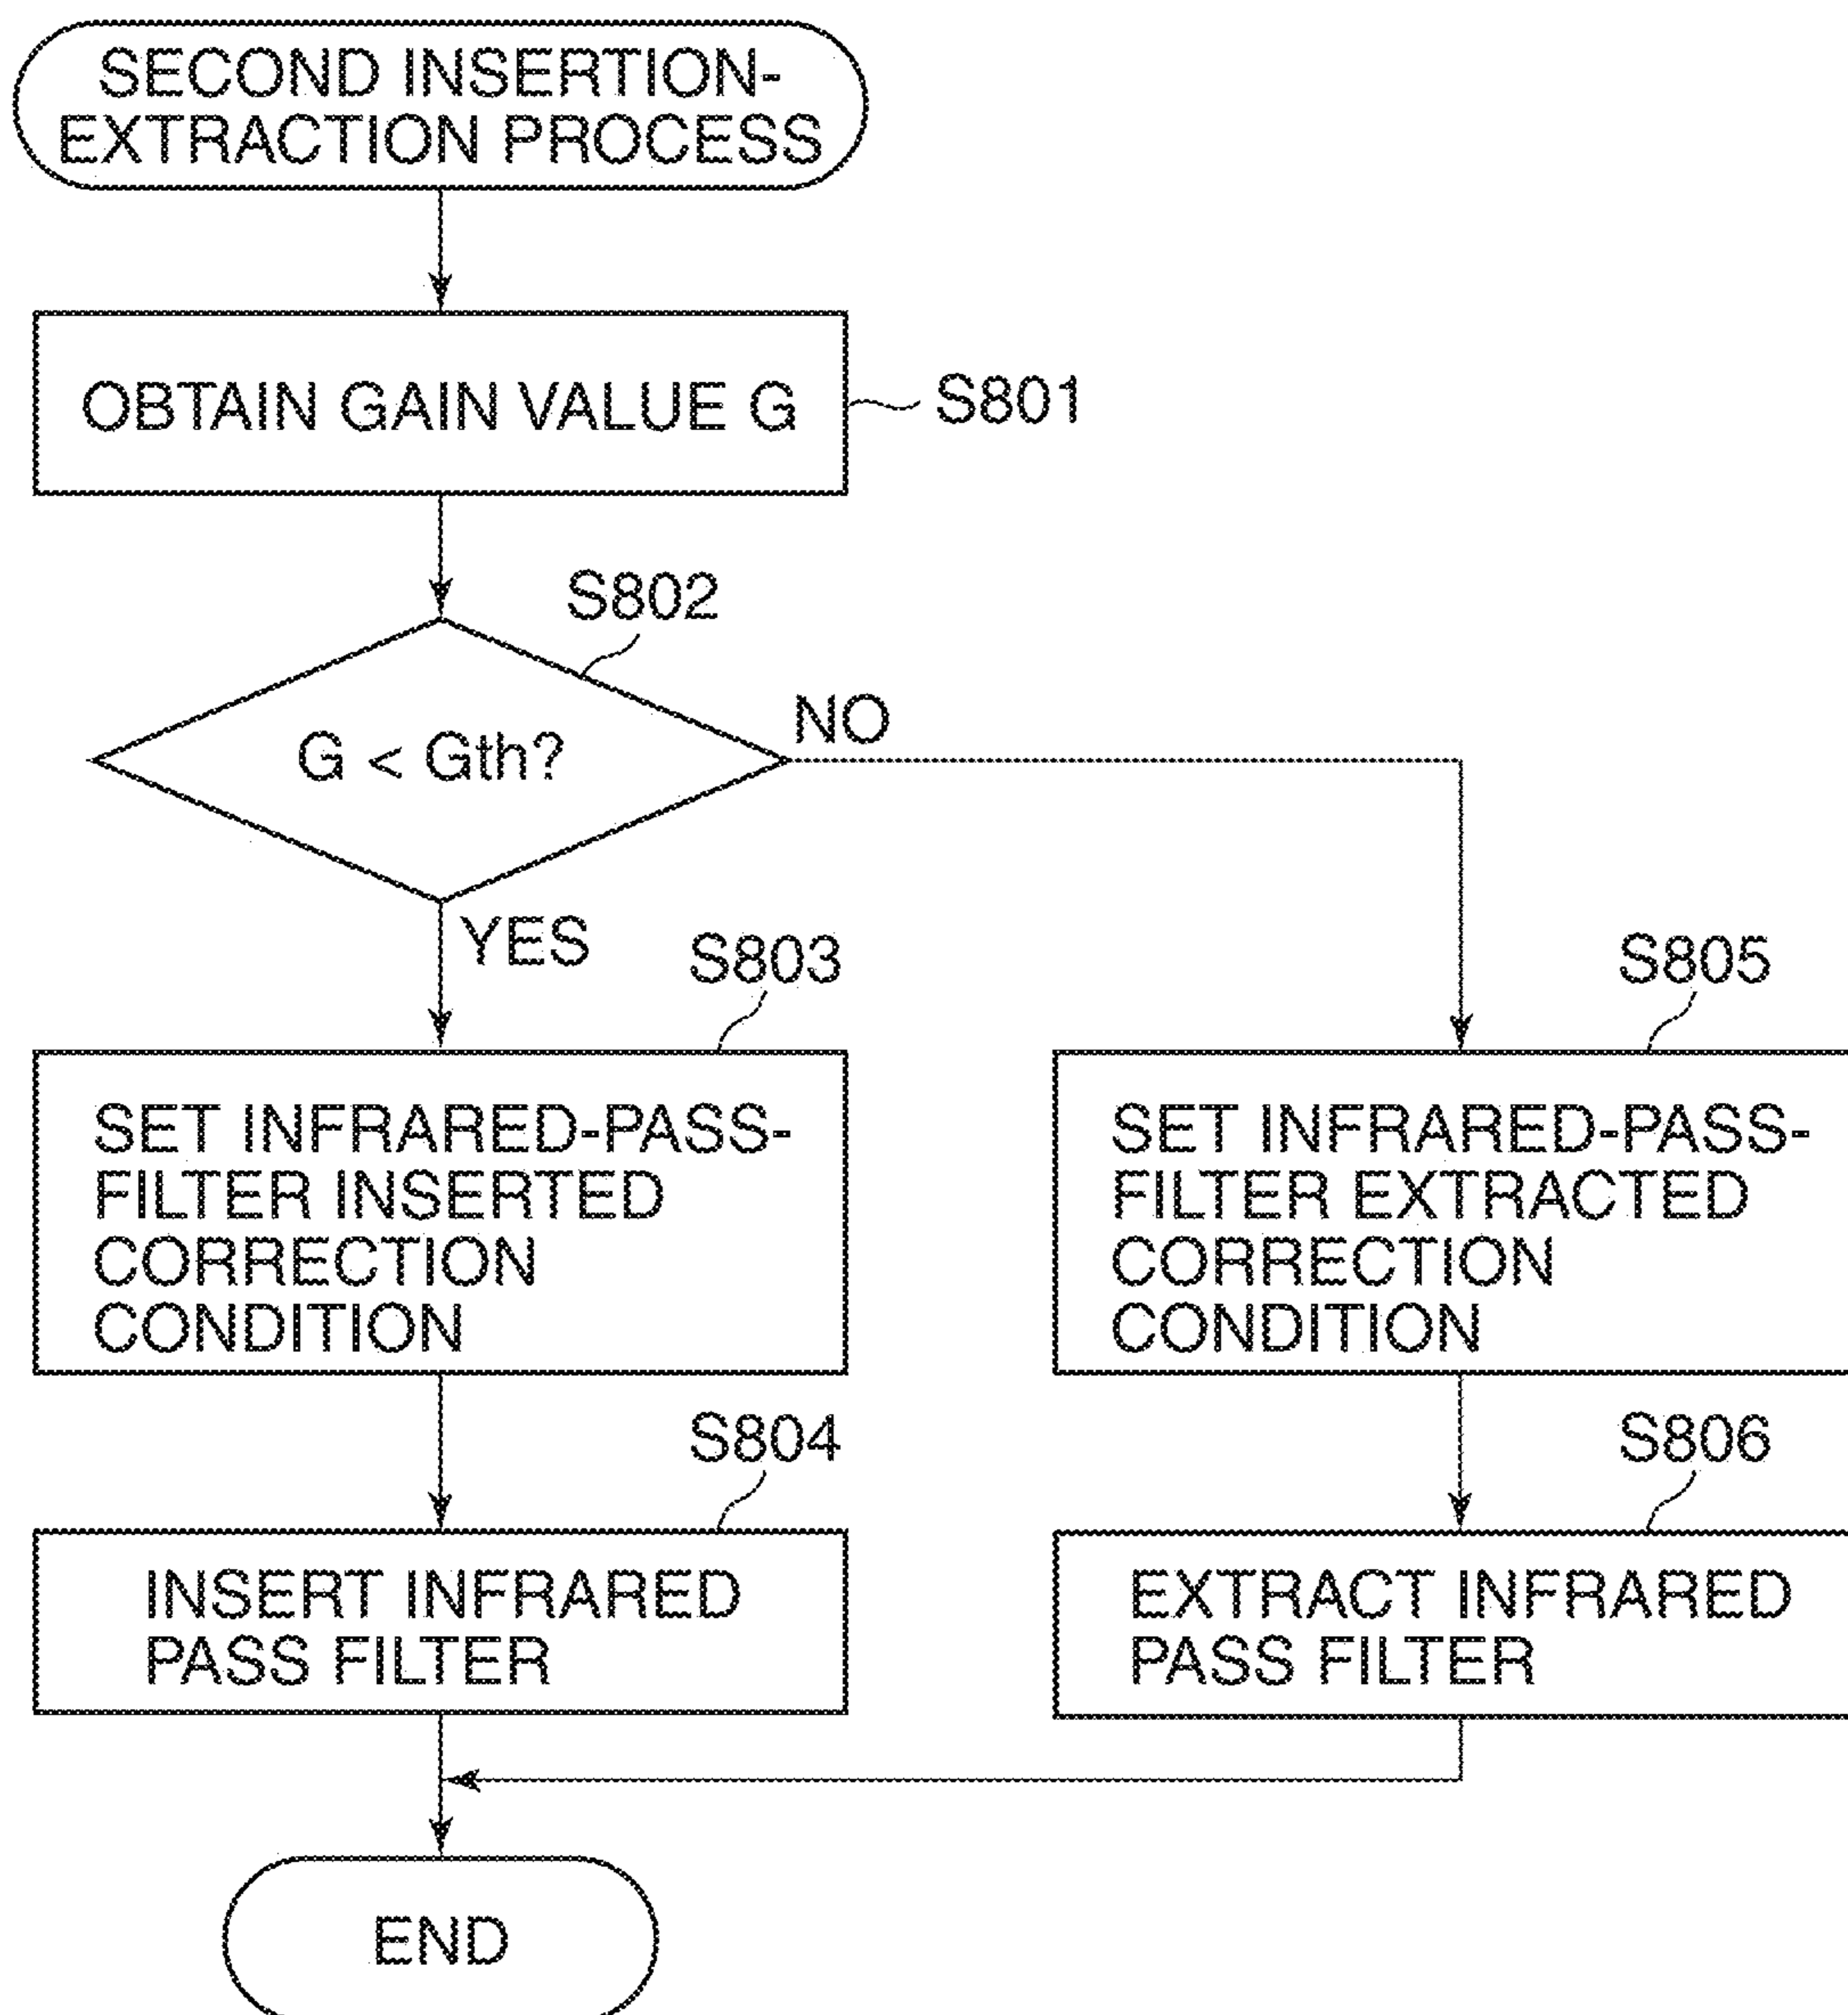 SECOND INSERTION-
EXTRACTION PROCESS
OBTAIN GAIN VALUE G
S801
S802
G < Gth?
NO
YES
S803
SET INFRARED-PASS-
FILTER INSERTED
CORRECTION
CONDITION
S805
SET INFRARED-PASS-
FILTER EXTRACTED
CORRECTION
CONDITION
S804
INSERT INFRARED
PASS FILTER
S806
EXTRACT INFRARED
PASS FILTER
END